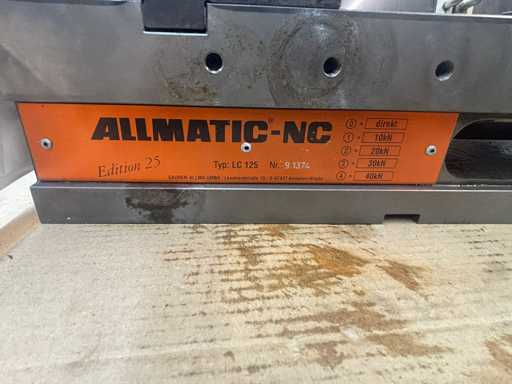 ALLMATIC®-NC
Edition 25
Typ: LC 125 Nr. 9.1374
0 = direkt
1 = 10kN
2 = 20kN
3 = 30kN
4 = 40kN